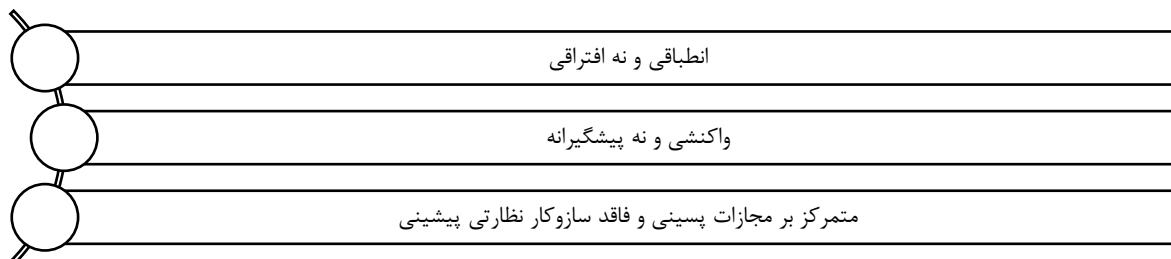 انطباقی و نه افتراقی
واکنشی و نه پیشگیرانه
متمرکز بر مجازات پسینی و فاقد سازوکار نظارتی پیشینی